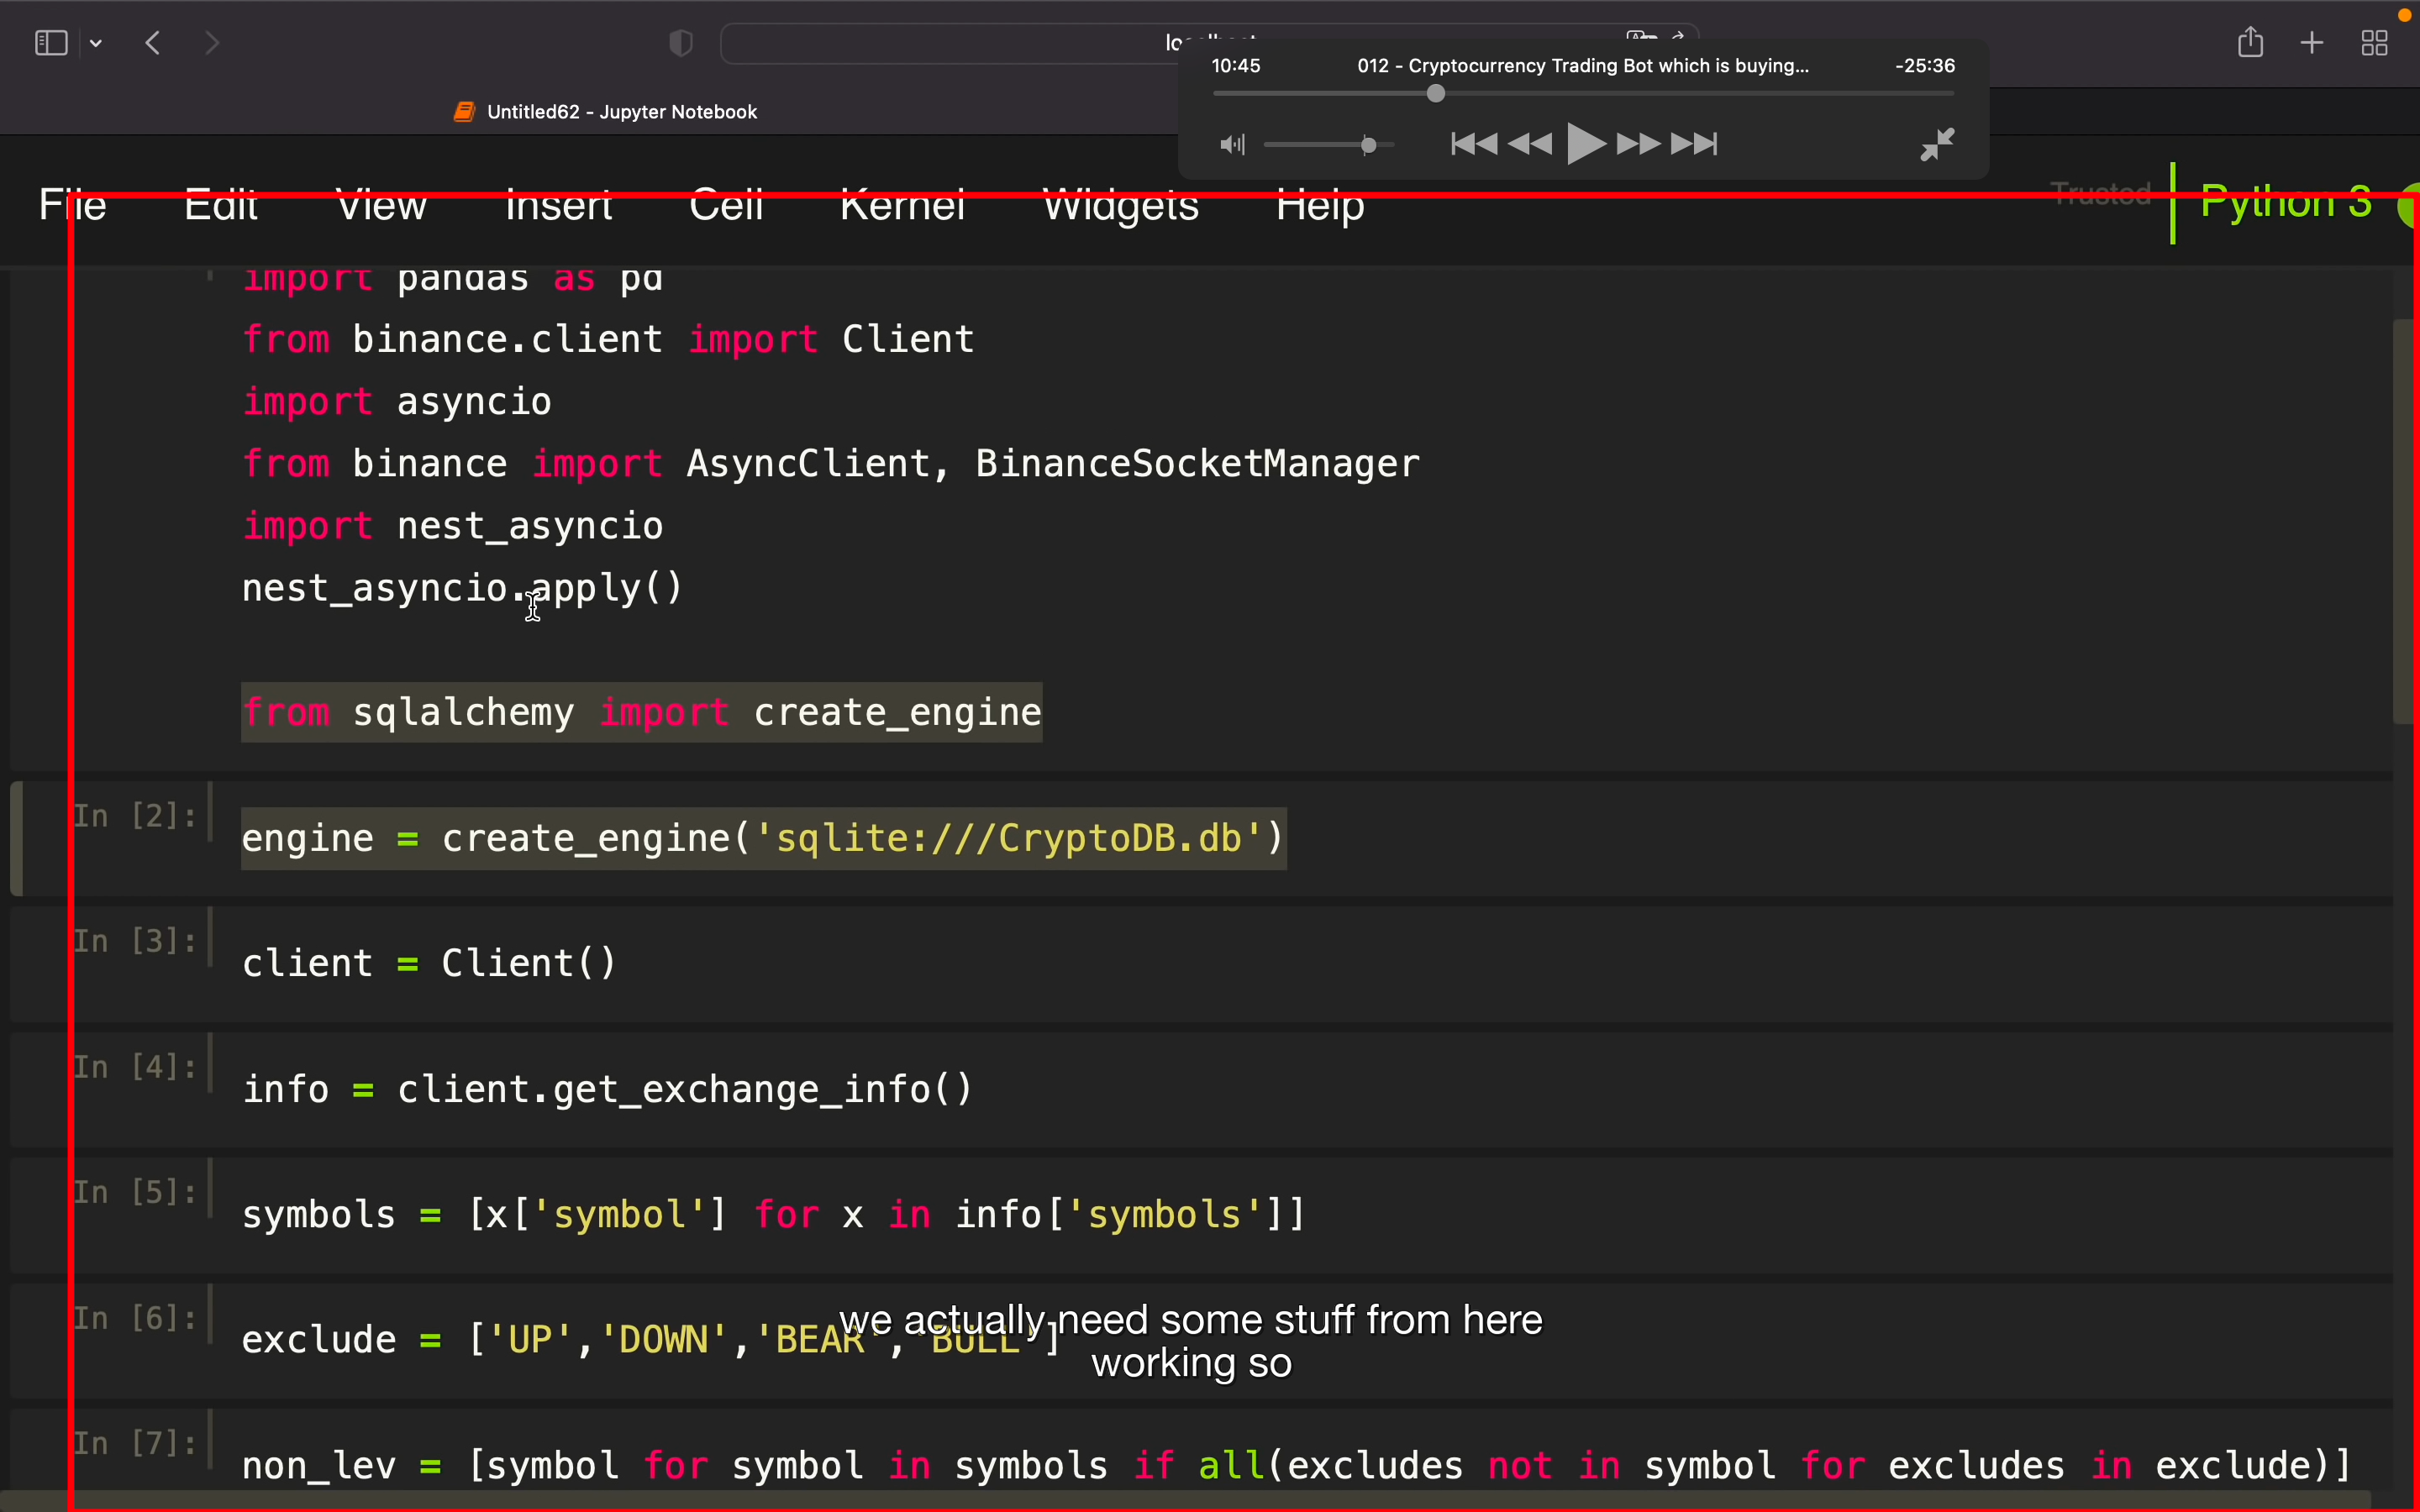 10:45 012 - Cryptocurrency Trading Bot which is buying... -25:36
Untitled62 - Jupyter Notebook
File Edit View Insert Cell Kernel Widgets Help Trusted Python 3
import pandas as pd
from binance.client import Client
import asyncio
from binance import AsyncClient, BinanceSocketManager
import nest_asyncio
nest_asyncio.apply()
from sqlalchemy import create_engine
In [2]: engine = create_engine('sqlite:///CryptoDB.db')
In [3]: client = Client()
In [4]: info = client.get_exchange_info()
In [5]: symbols = [x['symbol'] for x in info['symbols']]
In [6]: exclude = ['UP','DOWN','BEAR','BULL']
we actually need some stuff from here
working so
In [7]: non_lev = [symbol for symbol in symbols if all(excludes not in symbol for excludes in exclude)]